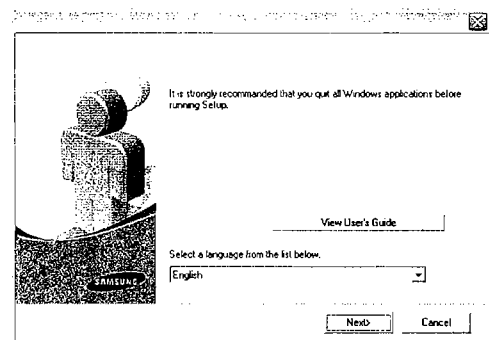 It is strongly recommanded that you quit all Windows applications before
running Setup.
View User's Guide
Select a language from the list below.
English
SAMSUNG
Next>
Cancel